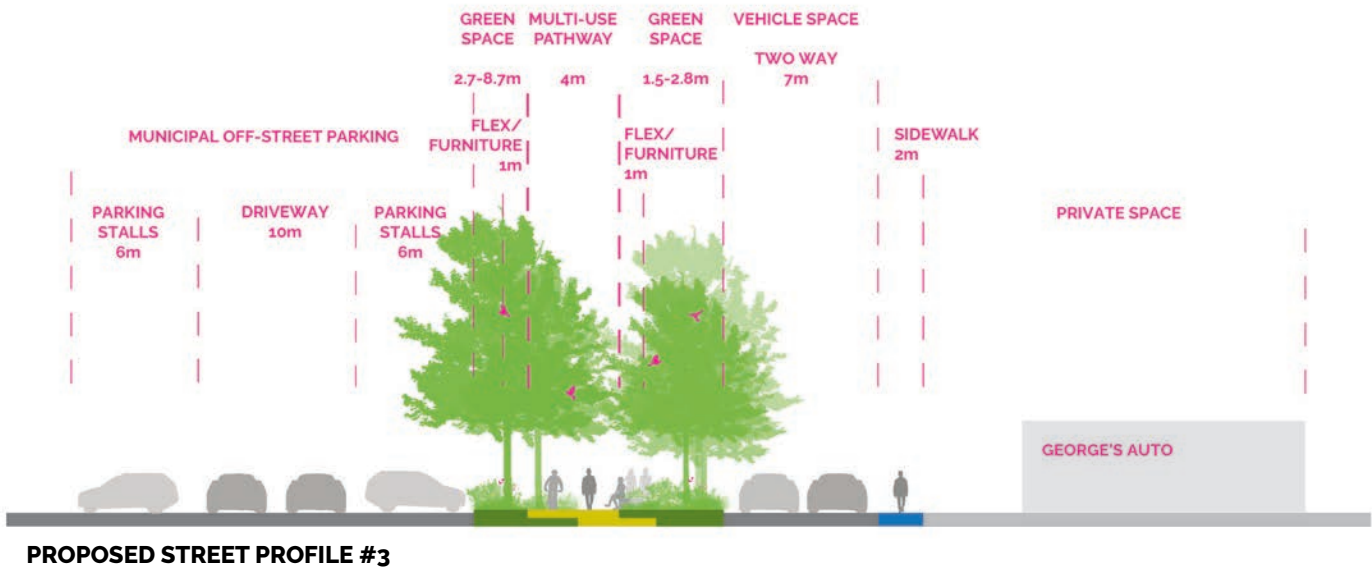 GREEN
SPACE
2.7-8.7m
MULTI-USE
PATHWAY
4m
GREEN
SPACE
1.5-2.8m
VEHICLE SPACE
TWO WAY
7m
MUNICIPAL OFF-STREET PARKING
FLEX/
FURNITURE
1m
FLEX/
FURNITURE
1m
SIDEWALK
2m
PARKING
STALLS
6m
DRIVEWAY
10m
PARKING
STALLS
6m
PRIVATE SPACE
GEORGE'S AUTO
PROPOSED STREET PROFILE #3